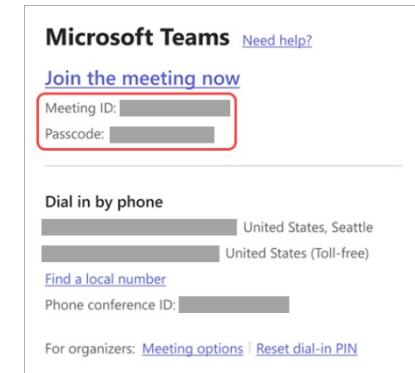 Microsoft Teams Need help?
Join the meeting now
Meeting ID:
Passcode:
Dial in by phone
United States, Seattle
United States (Toll-free)
Find a local number
Phone conference ID:
For organizers: Meeting options | Reset dial-in PIN